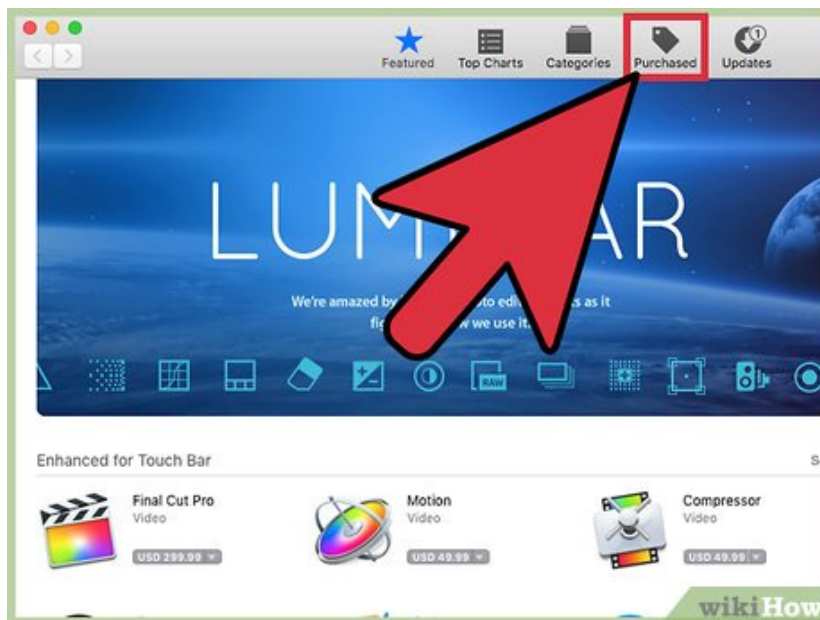 Featured Top Charts Categories Purchased Updates
1
LUM AR
We're amazed by to edi s as it
fi w we use it.
RAW
Enhanced for Touch Bar
Final Cut Pro
Video
USD 299.99
Motion
Video
USD 49.99
Compressor
Video
USD 49.99
wikiHow